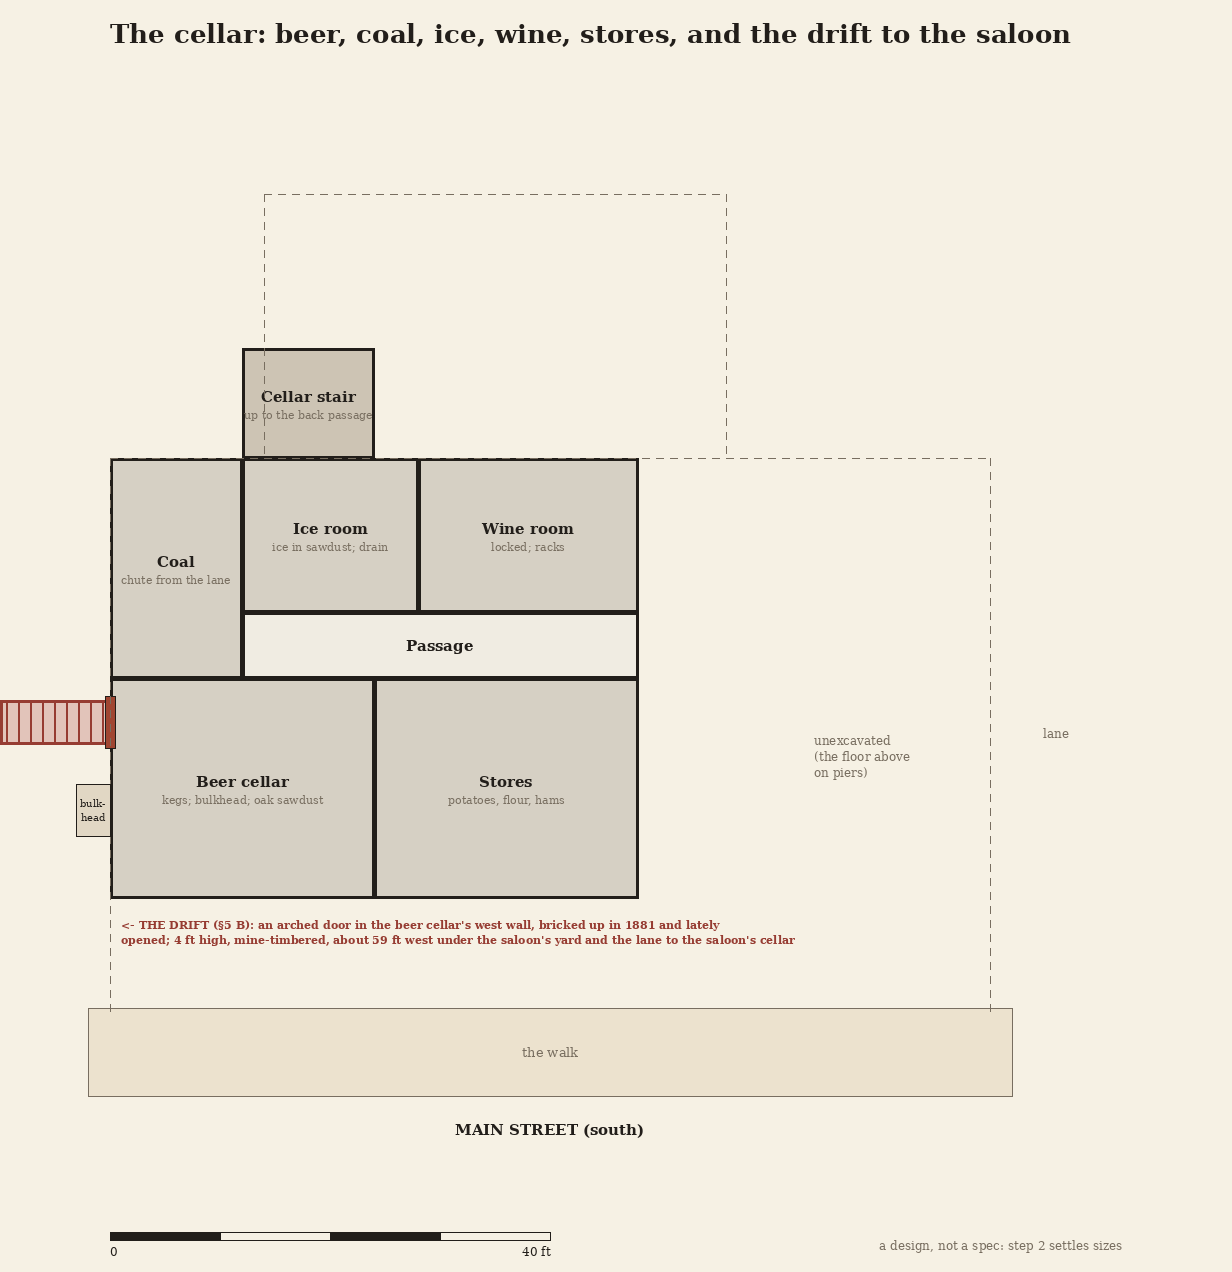 The cellar: beer, coal, ice, wine, stores, and the drift to the saloon
Cellar stair
up to the back passage
Coal
chute from the lane
Ice room
ice in sawdust; drain
Wine room
locked; racks
Passage
bulk-
head
Beer cellar
kegs; bulkhead; oak sawdust
Stores
potatoes, flour, hams
unexcavated
(the floor above
on piers)
lane
<- THE DRIFT (§5 B): an arched door in the beer cellar's west wall, bricked up in 1881 and lately
opened; 4 ft high, mine-timbered, about 59 ft west under the saloon's yard and the lane to the saloon's cellar
the walk
MAIN STREET (south)
0
40 ft
a design, not a spec: step 2 settles sizes